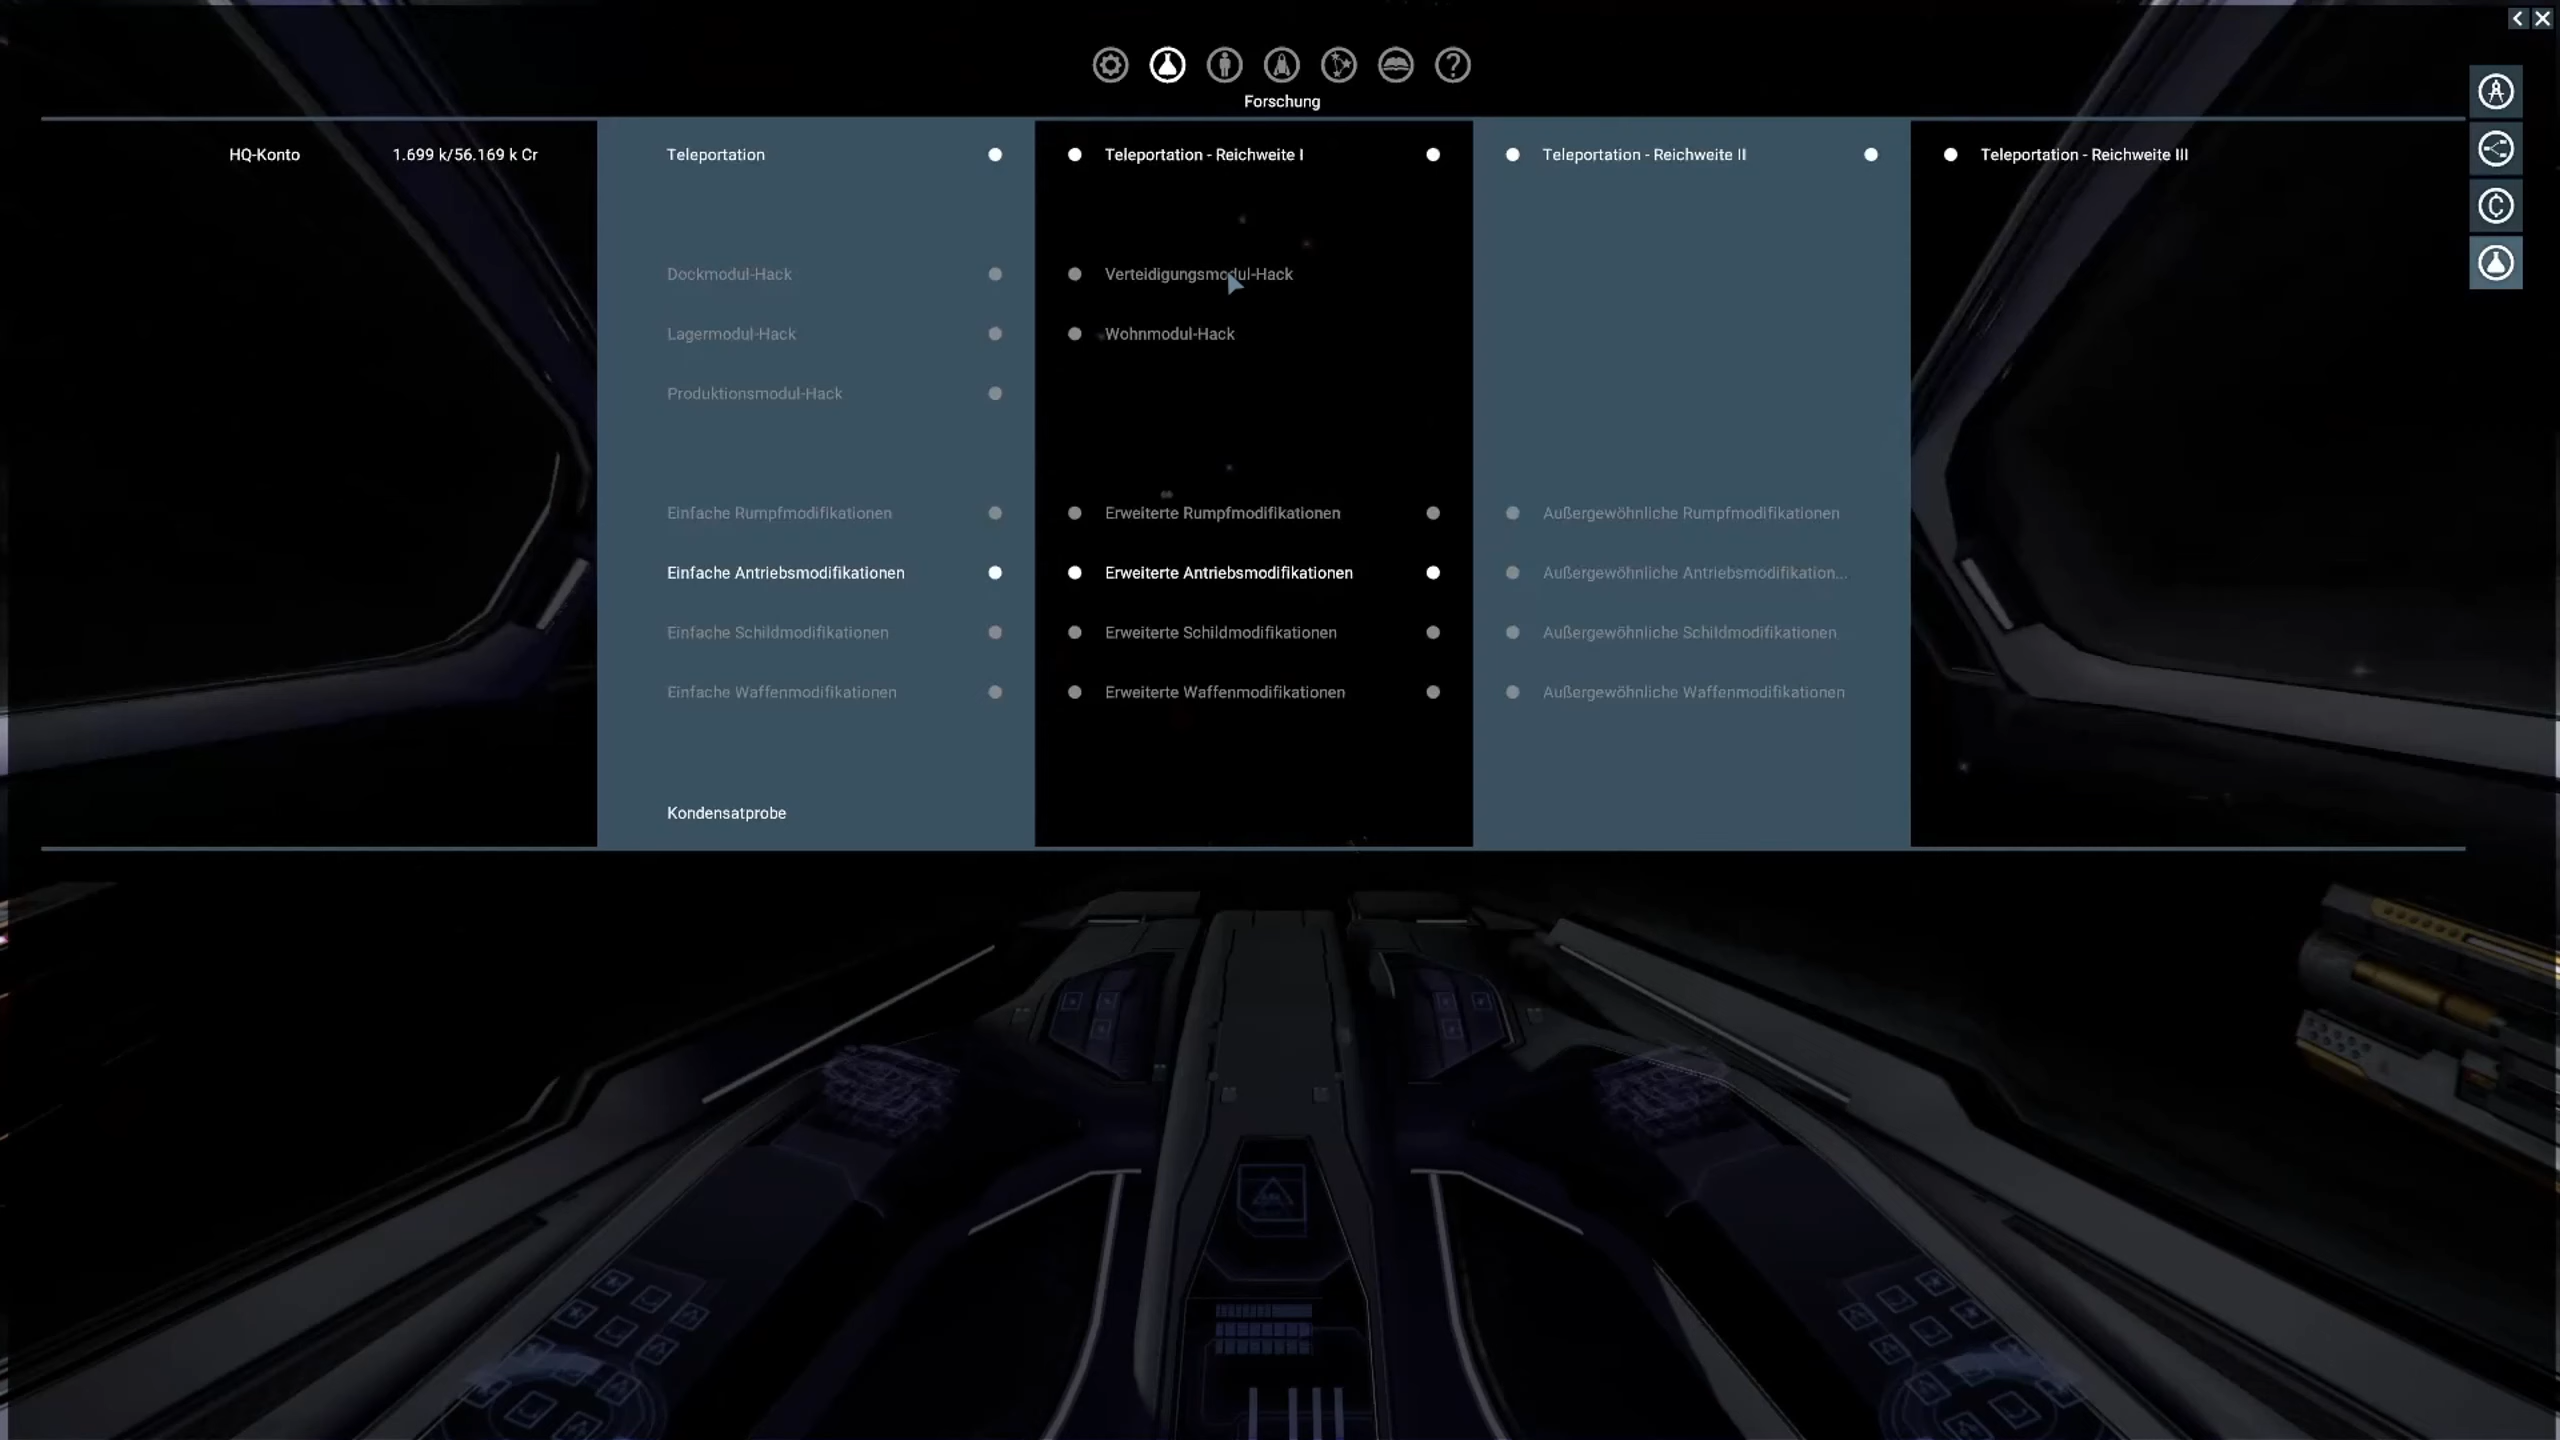 Forschung
HQ-Konto 1.699 k/56.169 k Cr
Teleportation
Teleportation - Reichweite I
Teleportation - Reichweite II
Teleportation - Reichweite III
Dockmodul-Hack
Verteidigungsmodul-Hack
Lagermodul-Hack
Wohnmodul-Hack
Produktionsmodul-Hack
Einfache Rumpfmodifikationen
Erweiterte Rumpfmodifikationen
Außergewöhnliche Rumpfmodifikationen
Einfache Antriebsmodifikationen
Erweiterte Antriebsmodifikationen
Außergewöhnliche Antriebsmodifikation...
Einfache Schildmodifikationen
Erweiterte Schildmodifikationen
Außergewöhnliche Schildmodifikationen
Einfache Waffenmodifikationen
Erweiterte Waffenmodifikationen
Außergewöhnliche Waffenmodifikationen
Kondensatprobe